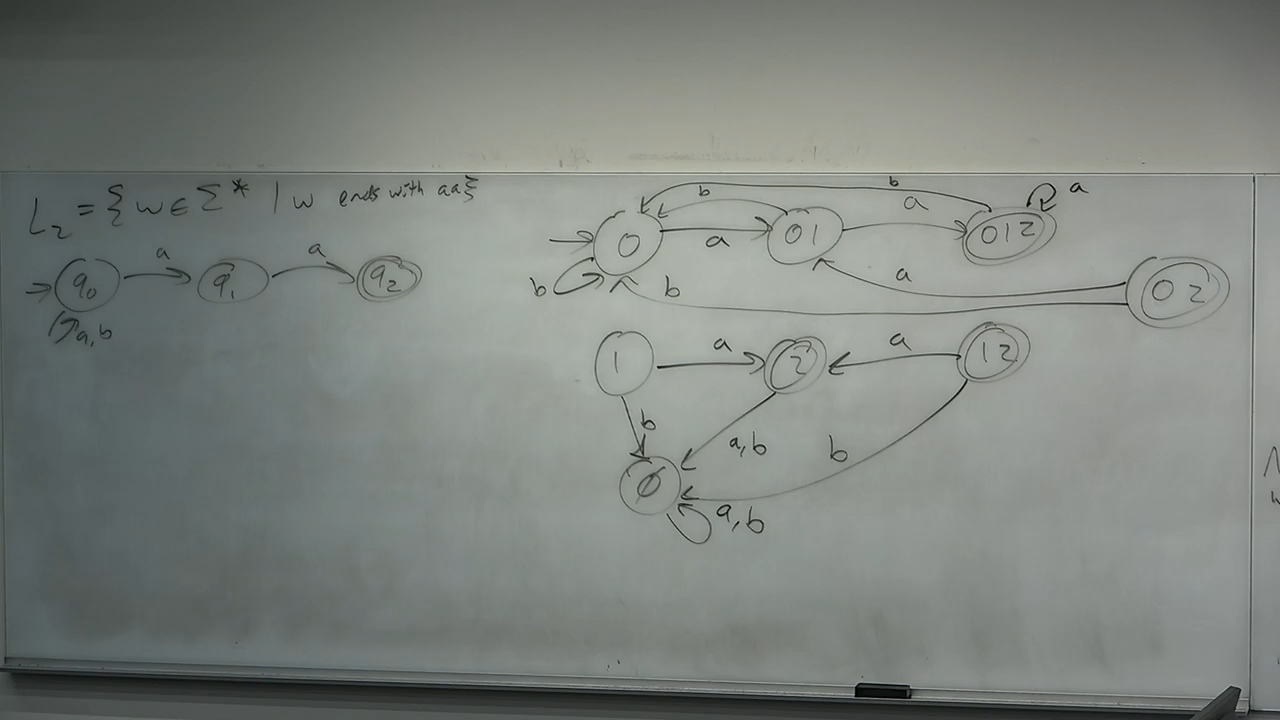 L₂ = { w ∈ Σ* | w ends with aa}
a a
q₀ q₁ q₂
a,b
b b a
0 a 01 a 012
b b a 02
1 a 2 a 12
b a,b b
∅
a,b